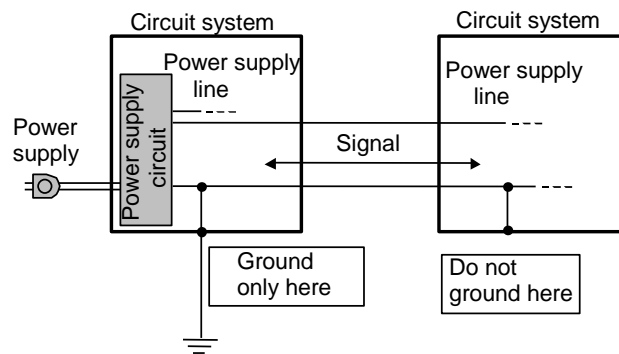 Circuit system
Circuit system
Power supply
line
Power supply
line
Power
supply
Power supply
circuit
Signal
Ground
only here
Do not
ground here